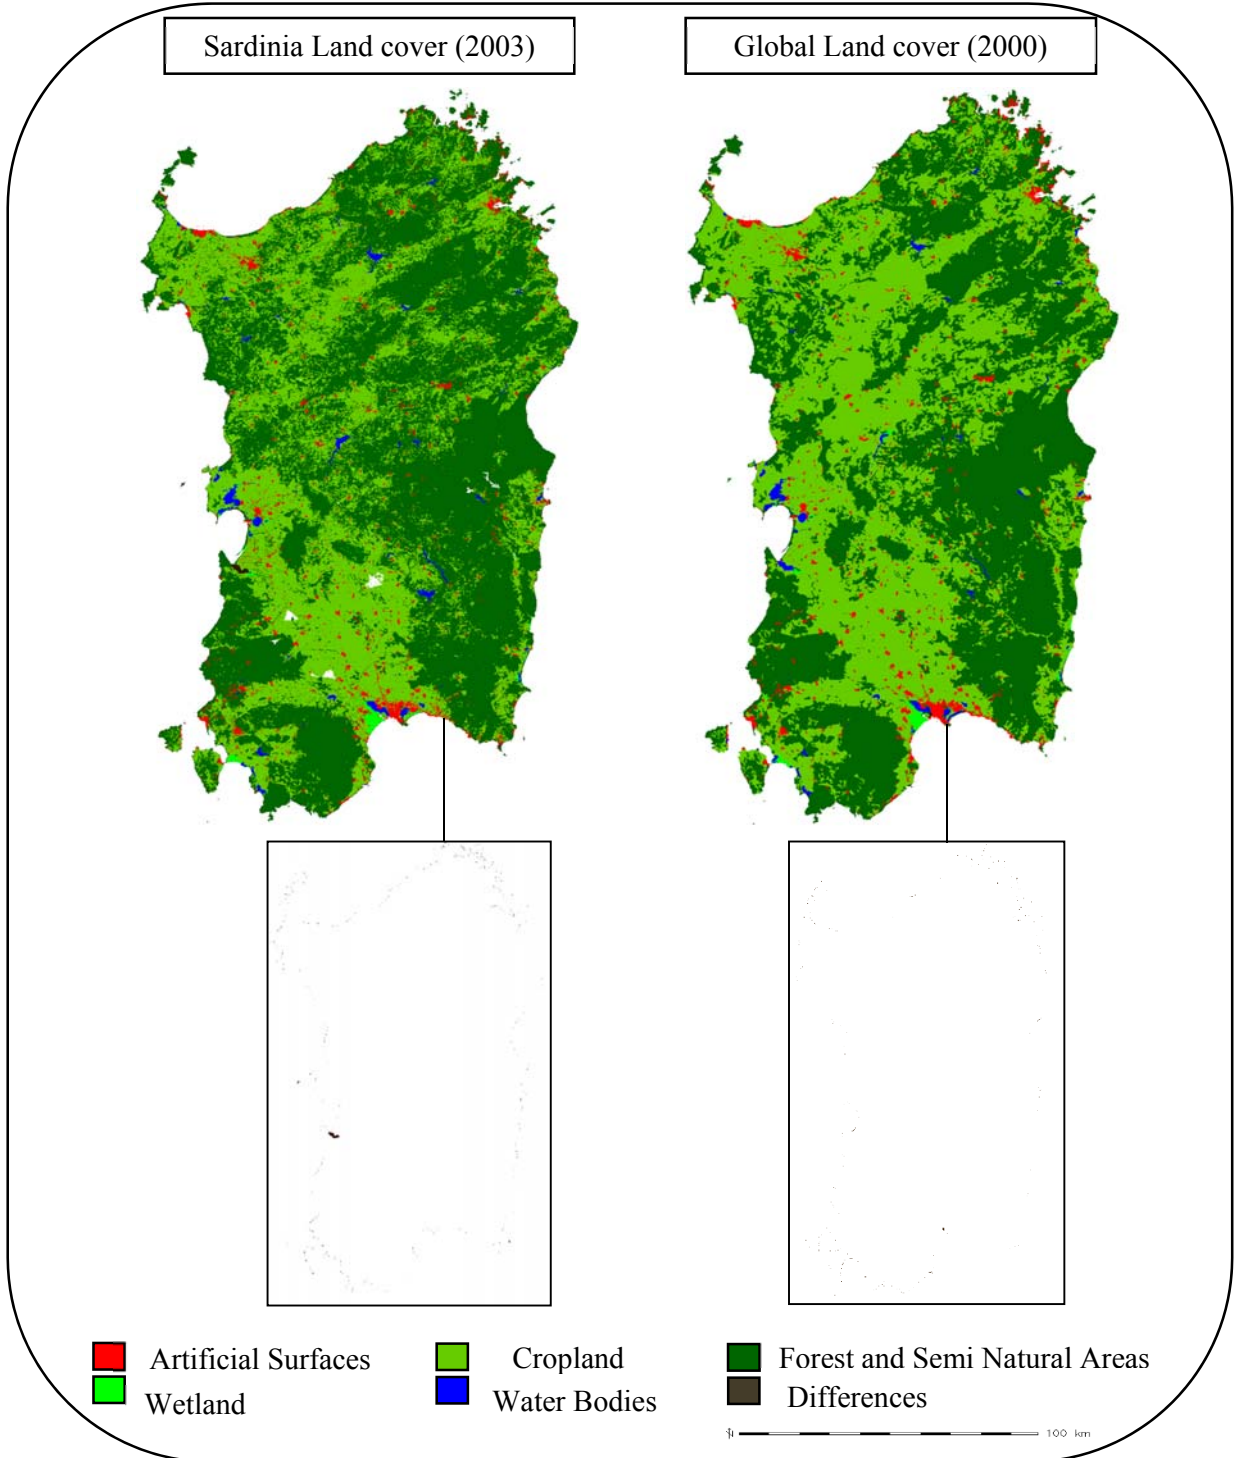 Sardinia Land cover (2003)
Global Land cover (2000)
Artificial Surfaces
Cropland
Forest and Semi Natural Areas
Wetland
Water Bodies
Differences
100 km